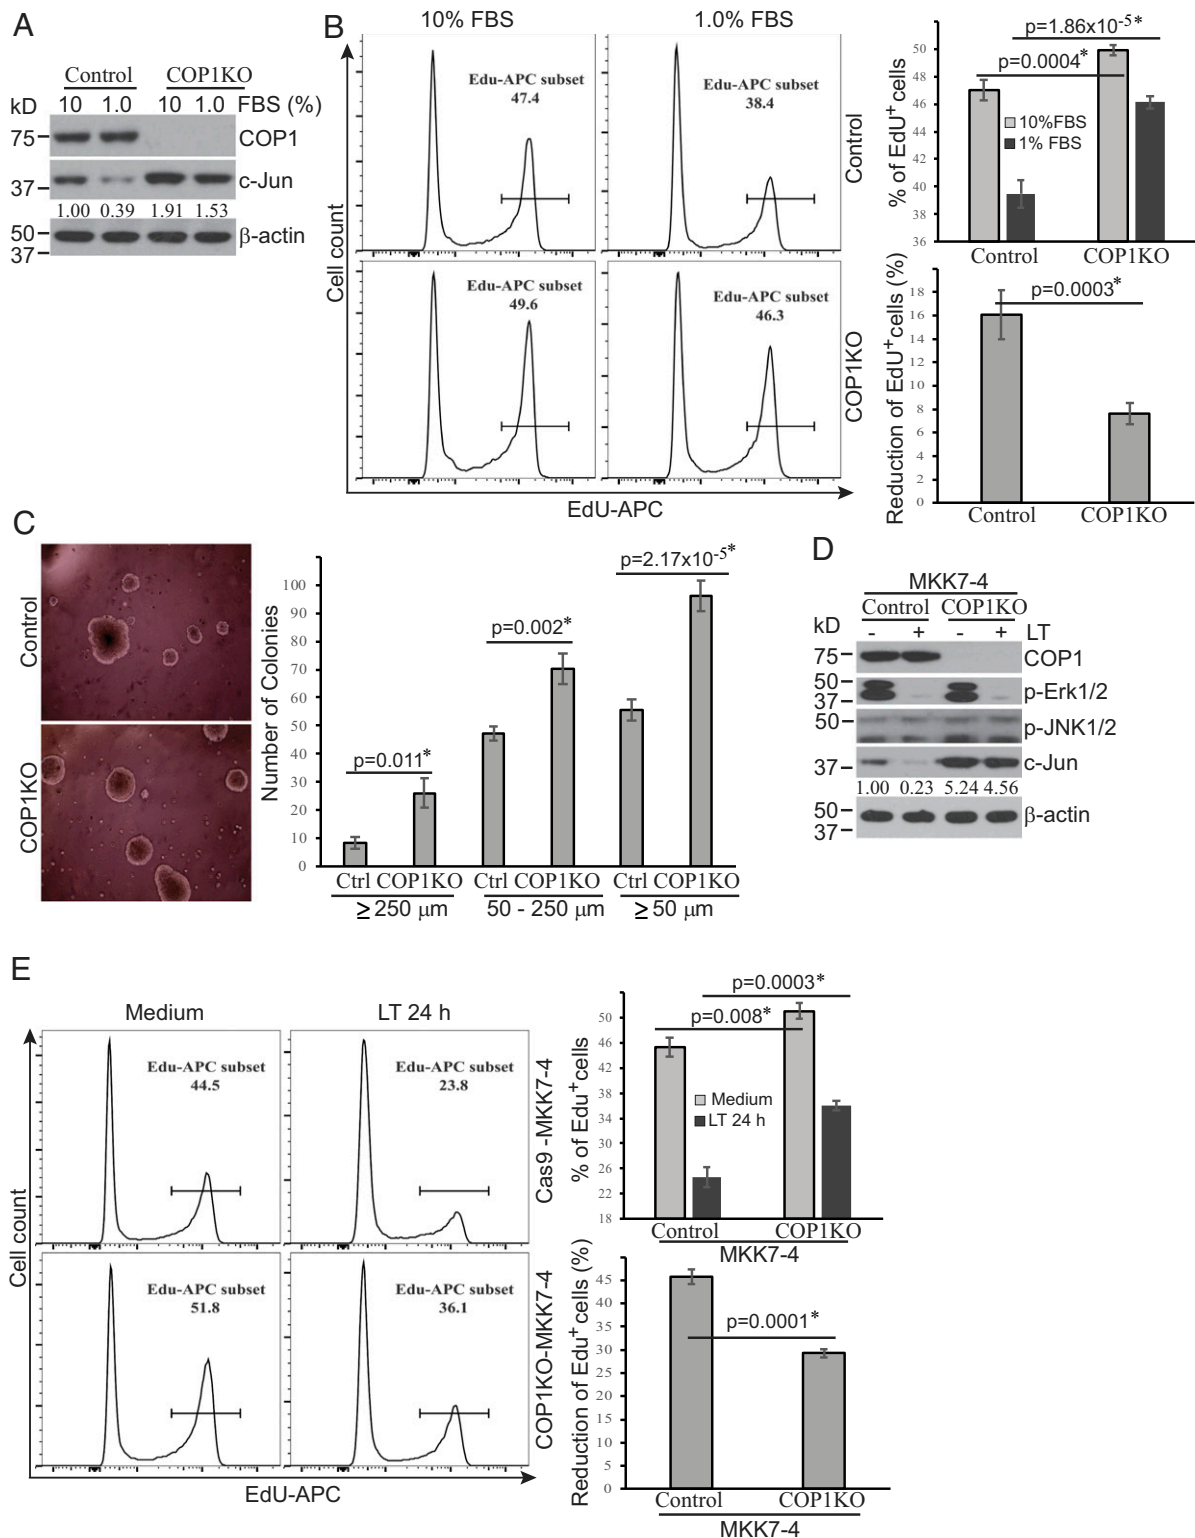 A
Control COP1KO
kD 10 1.0 10 1.0 FBS (%)
75 COP1
37 c-Jun
1.00 0.39 1.91 1.53
50 β-actin
37
B
10% FBS 1.0% FBS
Edu-APC subset
47.4
Edu-APC subset
38.4
Control
Edu-APC subset
49.6
Edu-APC subset
46.3
COP1KO
Cell count
EdU-APC
p=1.86x10-5*
p=0.0004*
% of EdU+ cells
50
48
46
44
42
40
38
36
10%FBS
1% FBS
Control COP1KO
p=0.0003*
Reduction of EdU+cells (%)
18
16
14
12
10
8
6
4
2
0
Control COP1KO
C
Control
COP1KO
Number of Colonies
100
90
80
70
60
50
40
30
20
10
0
p=0.011*
p=0.002*
p=2.17x10-5*
Ctrl COP1KO Ctrl COP1KO Ctrl COP1KO
≥ 250 µm 50 - 250 µm ≥ 50 µm
D
MKK7-4
Control COP1KO
kD - + - + LT
75 COP1
50 p-Erk1/2
37
50 p-JNK1/2
37 c-Jun
1.00 0.23 5.24 4.56
50 β-actin
37
E
Medium LT 24 h
Edu-APC subset
44.5
Edu-APC subset
23.8
Cas9 -MKK7-4
Edu-APC subset
51.8
Edu-APC subset
36.1
COP1KO-MKK7-4
Cell count
EdU-APC
p=0.0003*
p=0.008*
% of Edu+cells
50
46
42
38
34
30
26
22
18
Medium
LT 24 h
Control COP1KO
MKK7-4
p=0.0001*
Reduction of Edu+cells (%)
45
40
35
30
25
20
15
10
5
0
Control COP1KO
MKK7-4